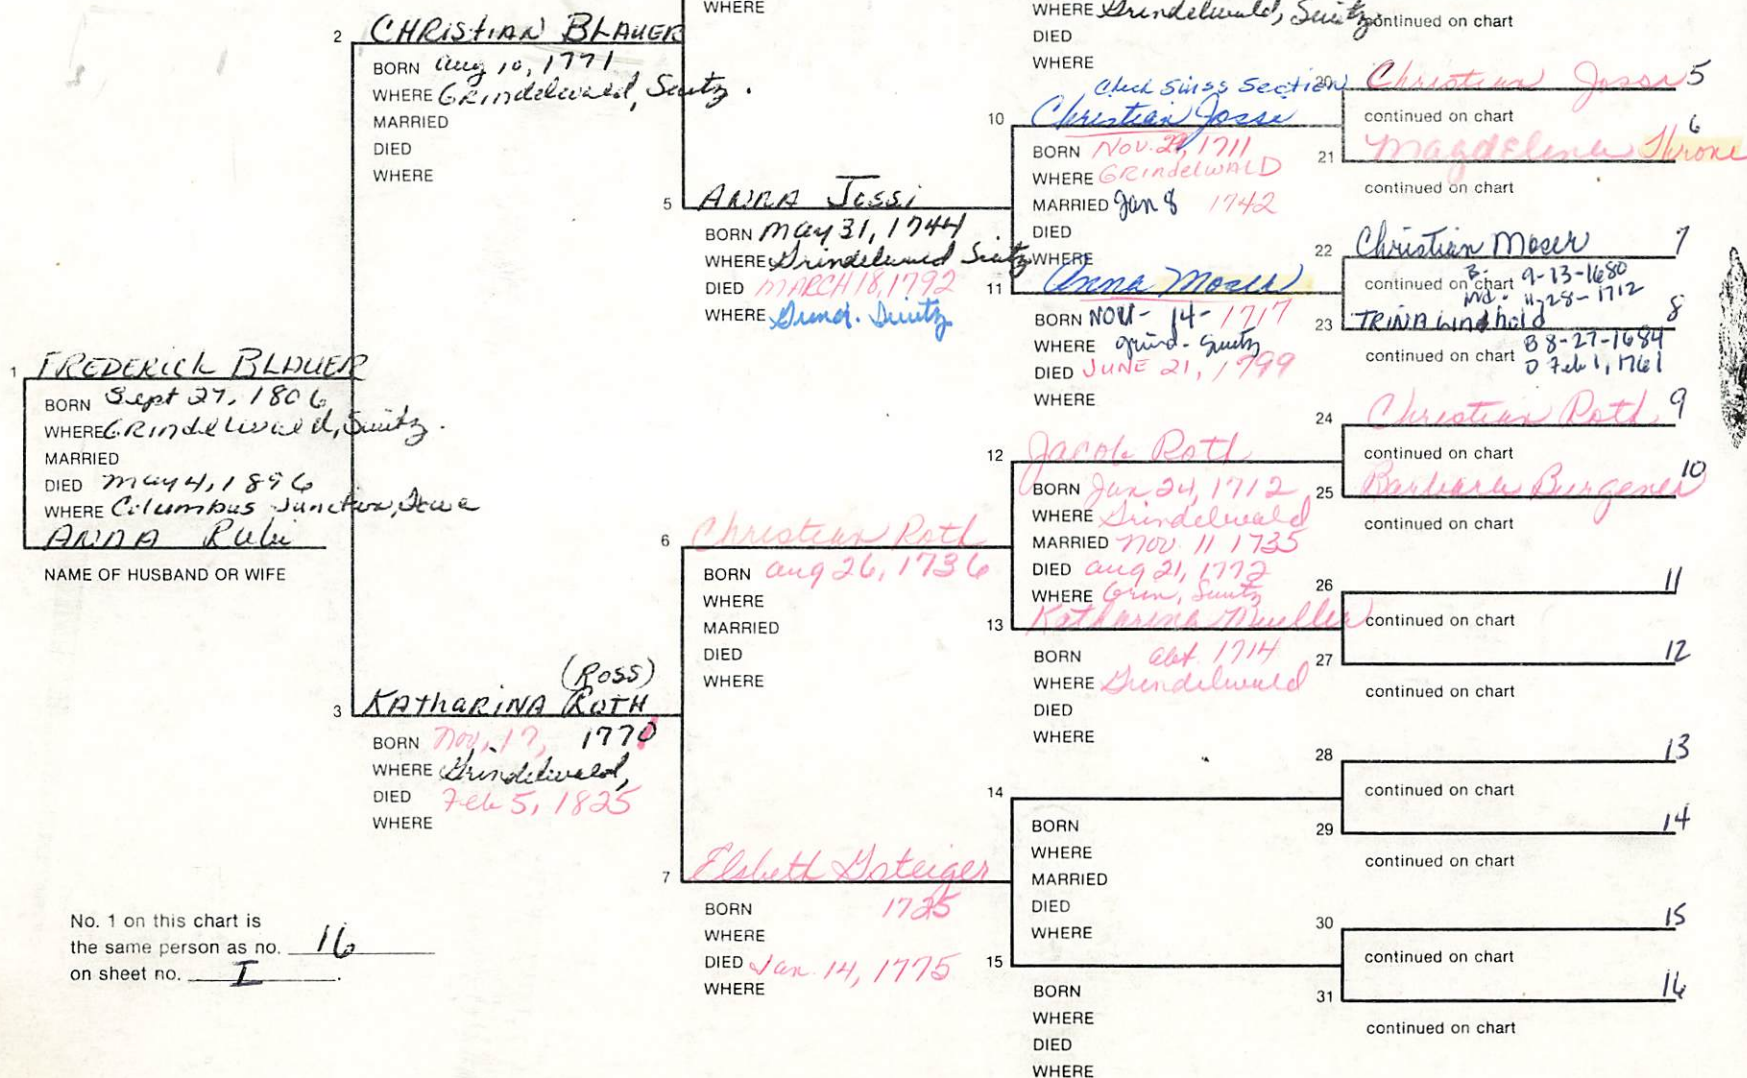 WHERE
WHERE Grindelwald, Switz
continued on chart
DIED
WHERE
2 CHRISTIAN BLAUER
BORN Aug 10, 1771
WHERE Grindelwald, Switz.
MARRIED
DIED
WHERE
Check Swiss Section
20 Christian Jossi 5
continued on chart
10 Christian Jossi
BORN Nov. 1711
WHERE GRINDELWALD
MARRIED Jan 8 1742
DIED
WHERE
6
21 Magdelena
continued on chart
5 ANNA Jossi
BORN May 31, 1744
WHERE Grindelwald Switz
DIED MARCH 18, 1792
WHERE Grind. Switz
22 Christian Moser 7
continued on chart B- 9-13-1680
Md. 11-28-1712
11 Anna Moser
BORN NOV- 14- 1717
WHERE Grind. Switz
DIED JUNE 21, 1799
WHERE
8
23 TRINA
B 8-27-1684
continued on chart
D Feb 1, 1761
1 FREDERICK BLAUER
BORN Sept 27, 1806
WHERE Grindelwald, Switz.
MARRIED
DIED May 4, 1896
WHERE Columbus Junction, Iowa
ANNA Rubi
NAME OF HUSBAND OR WIFE
24 Christian Roth 9
continued on chart
12 Jacob Roth
BORN Jan 24, 1712
WHERE Grindelwald
MARRIED Nov. 11 1735
DIED Aug 21, 1772
WHERE Grin, Switz
25 Barbara Burgener 10
continued on chart
6 Christian Roth
BORN Aug 26, 1736
WHERE
MARRIED
DIED
WHERE
26 11
continued on chart
13 Katharina Mueller
BORN abt. 1714
WHERE Grindelwald
DIED
WHERE
27 12
continued on chart
(ROSS)
3 KATHARINA ROTH
BORN Nov. 17, 1770
WHERE Grindelwald,
DIED Feb 5, 1825
WHERE
28 13
continued on chart
14
BORN
WHERE
MARRIED
DIED
WHERE
29 14
continued on chart
7 Elsbeth Gsteiger
BORN 1725
WHERE
DIED Jan. 14, 1775
WHERE
30 15
continued on chart
15
BORN
WHERE
DIED
WHERE
31 16
continued on chart
No. 1 on this chart is
the same person as no. 16
on sheet no. I.